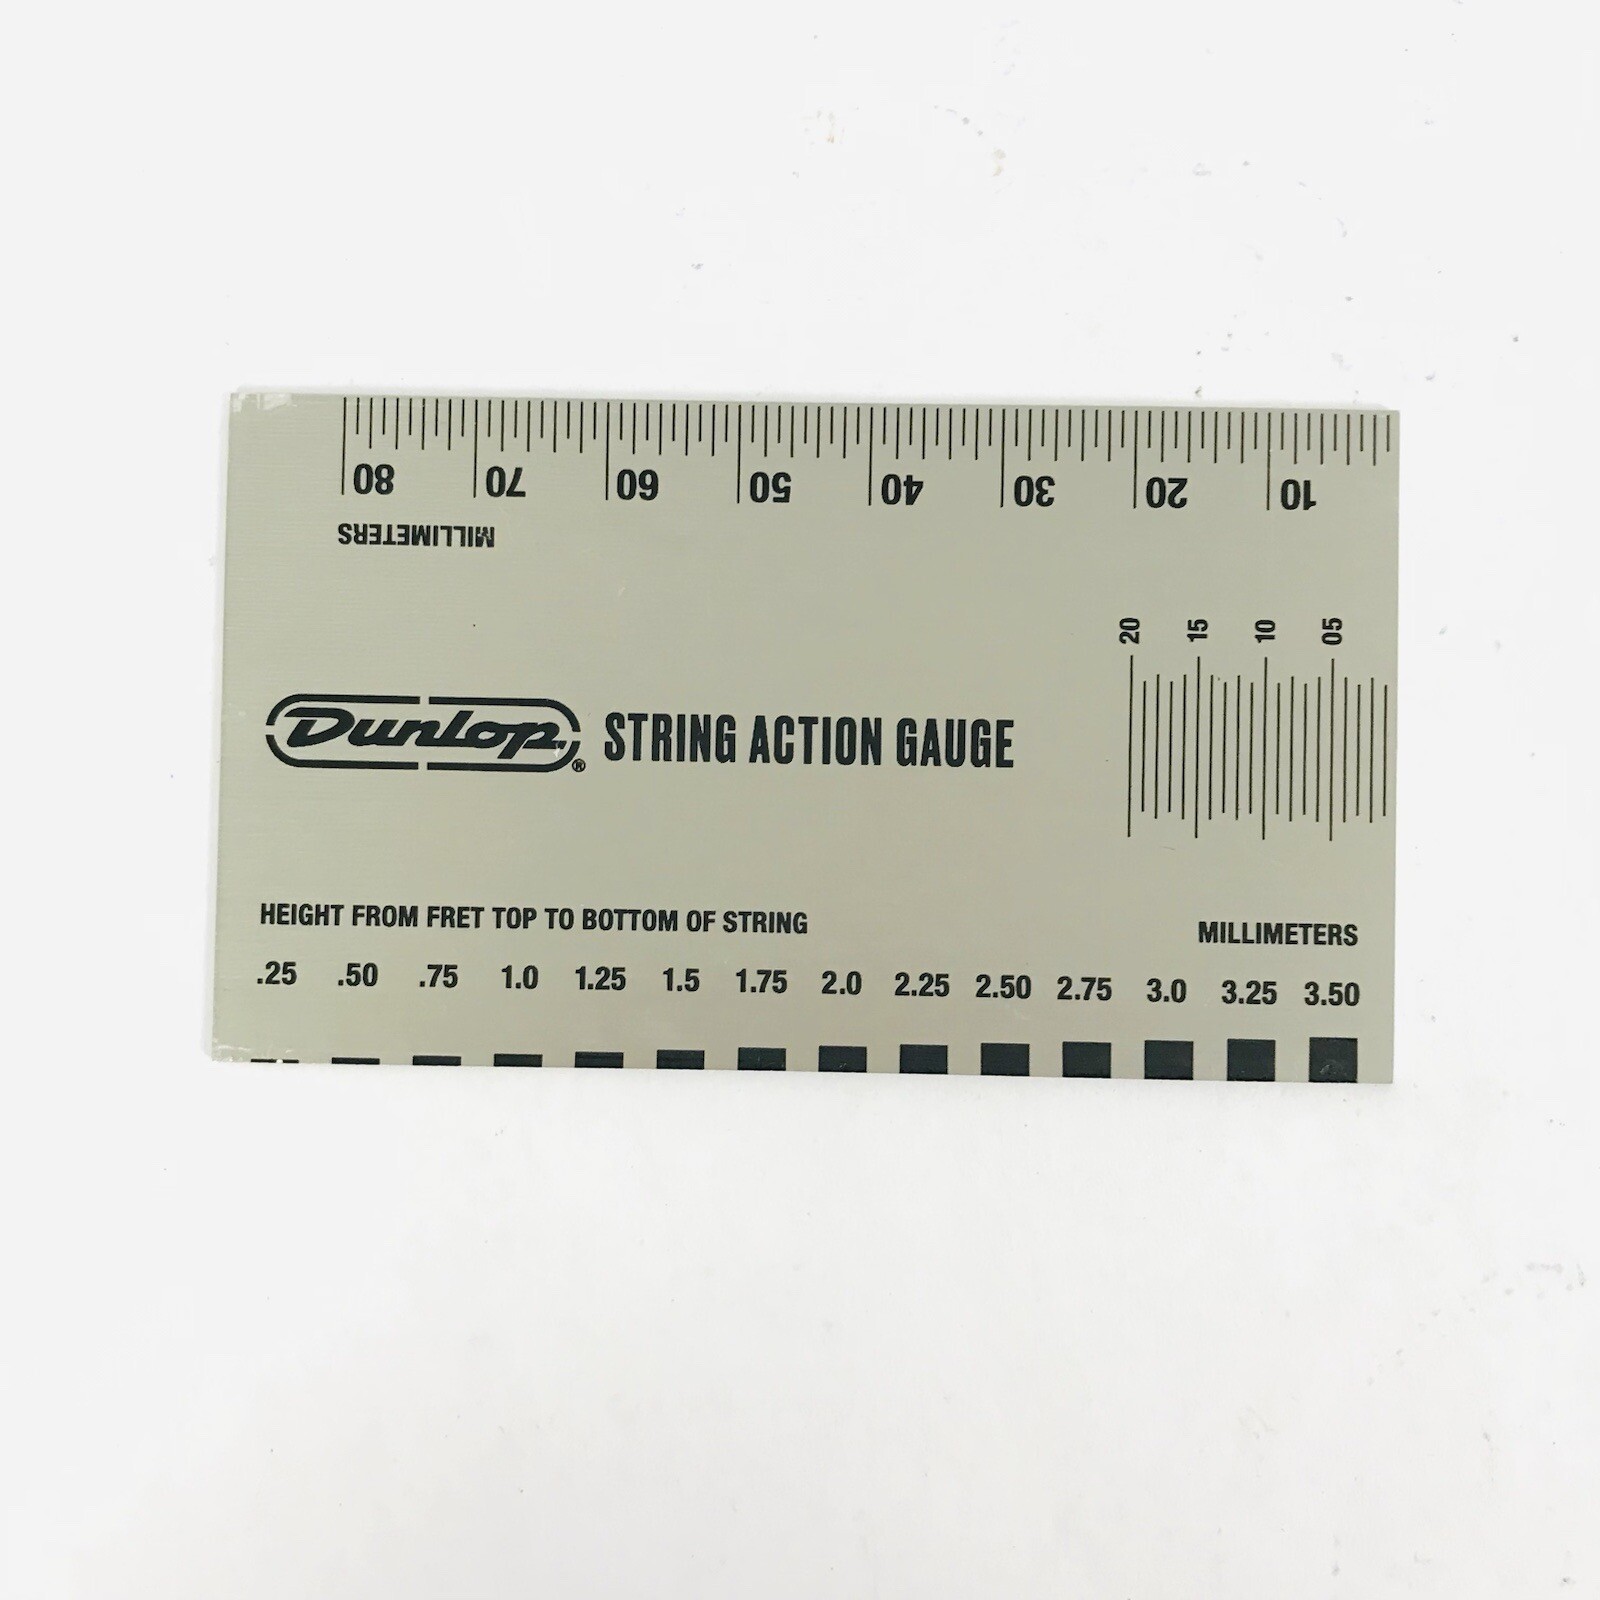 80 70 60 50 40 30 20 10
MILLIMETERS
20 15 10 05
Dunlop® STRING ACTION GAUGE
HEIGHT FROM FRET TOP TO BOTTOM OF STRING MILLIMETERS
.25 .50 .75 1.0 1.25 1.5 1.75 2.0 2.25 2.50 2.75 3.0 3.25 3.50